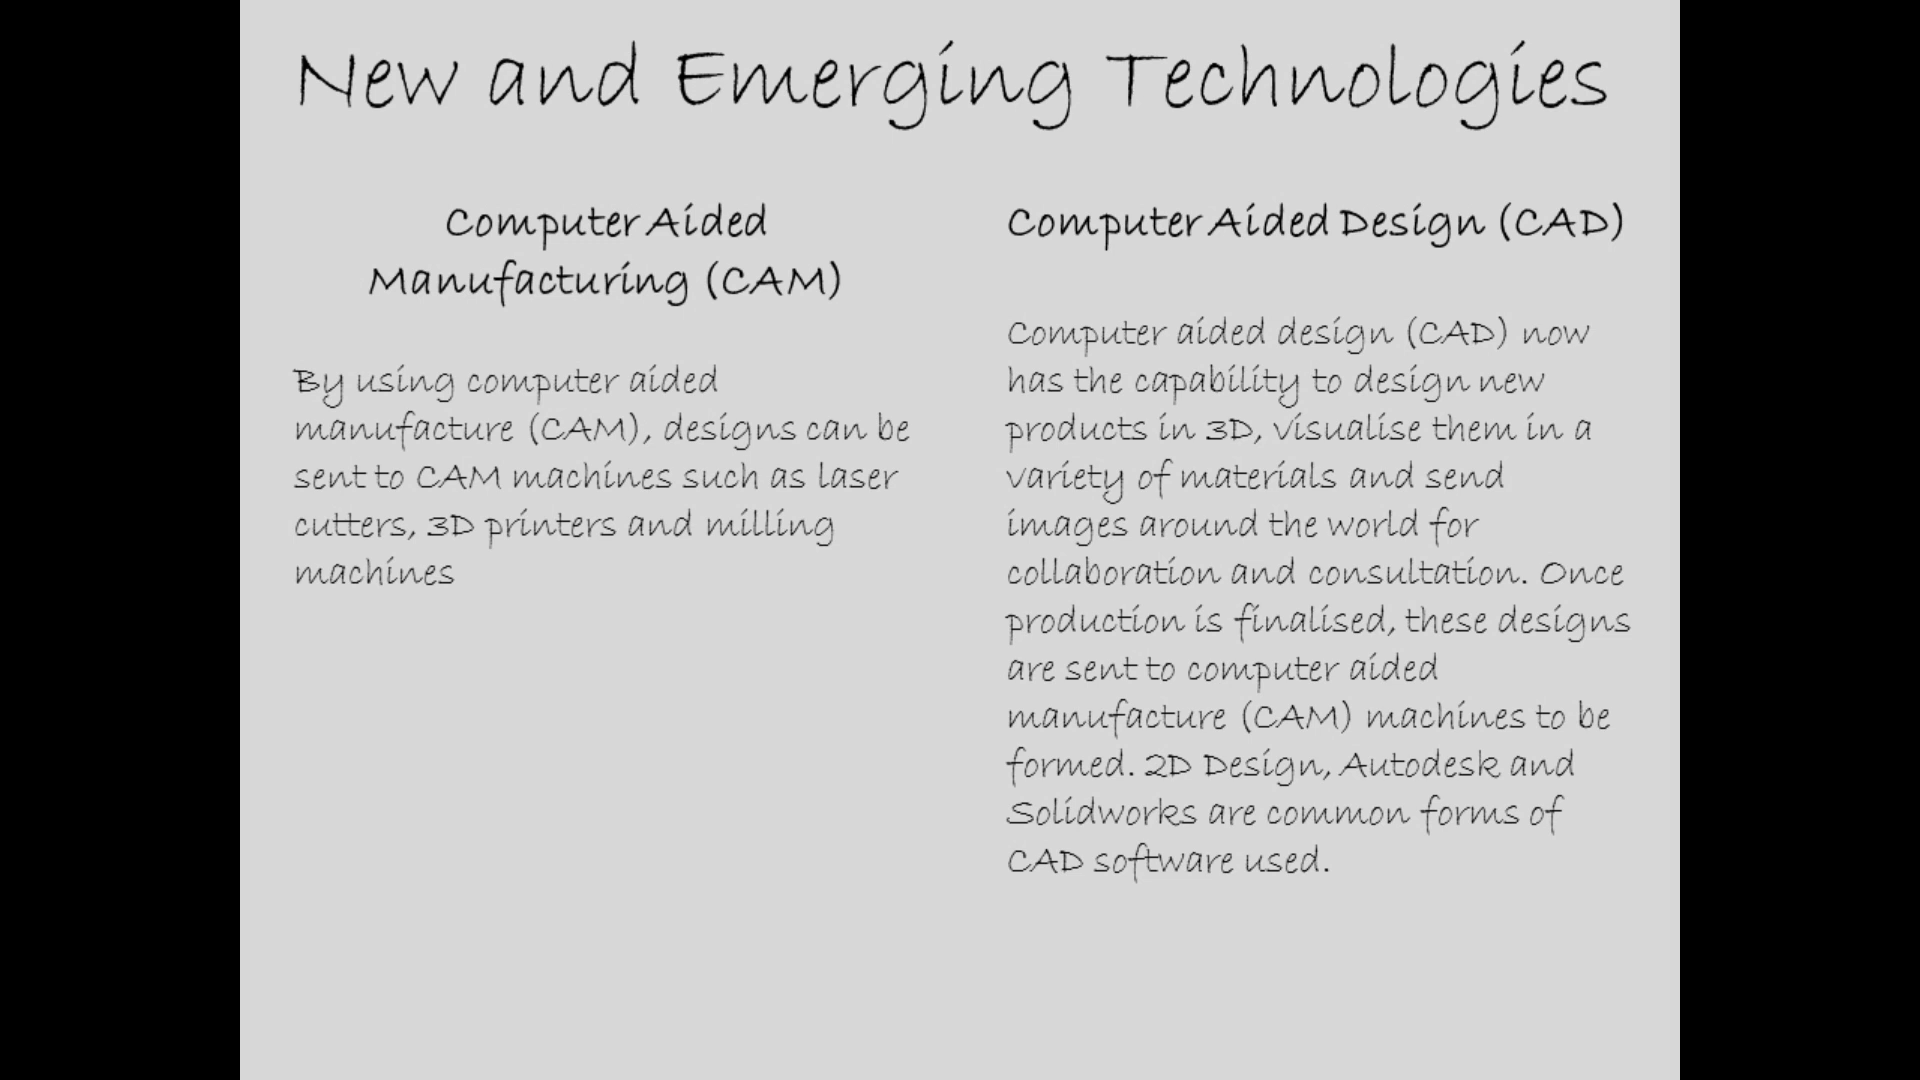 New and Emerging Technologies
Computer Aided
Manufacturing (CAM)
By using computer aided
manufacture (CAM), designs can be
sent to CAM machines such as laser
cutters, 3D printers and milling
machines
Computer Aided Design (CAD)
Computer aided design (CAD) now
has the capability to design new
products in 3D, visualise them in a
variety of materials and send
images around the world for
collaboration and consultation. Once
production is finalised, these designs
are sent to computer aided
manufacture (CAM) machines to be
formed. 2D Design, Autodesk and
Solidworks are common forms of
CAD software used.